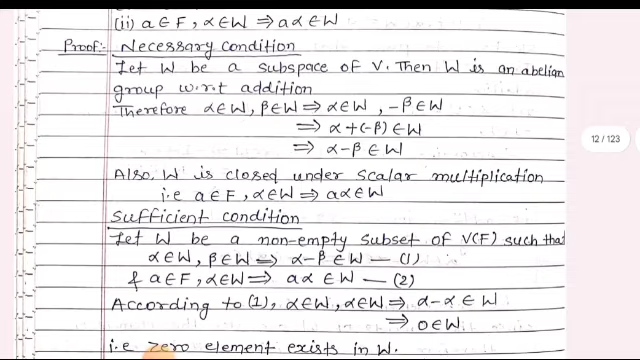 (ii) a ∈ F, α ∈ W ⇒ aα ∈ W
Proof:- Necessary condition
Let W be a subspace of V. Then W is an abelian
group w.r.t addition
Therefore α ∈ W, β ∈ W ⇒ α ∈ W, -β ∈ W
⇒ α + (-β) ∈ W
⇒ α - β ∈ W
12 / 123
Also W is closed under scalar multiplication
i.e a ∈ F, α ∈ W ⇒ aα ∈ W
Sufficient condition
Let W be a non-empty subset of V(F) such that
α ∈ W, β ∈ W ⇒ α - β ∈ W — (1)
& a ∈ F, α ∈ W ⇒ aα ∈ W — (2)
According to (1), α ∈ W, α ∈ W ⇒ α - α ∈ W
⇒ 0 ∈ W.
i.e zero element exists in W.